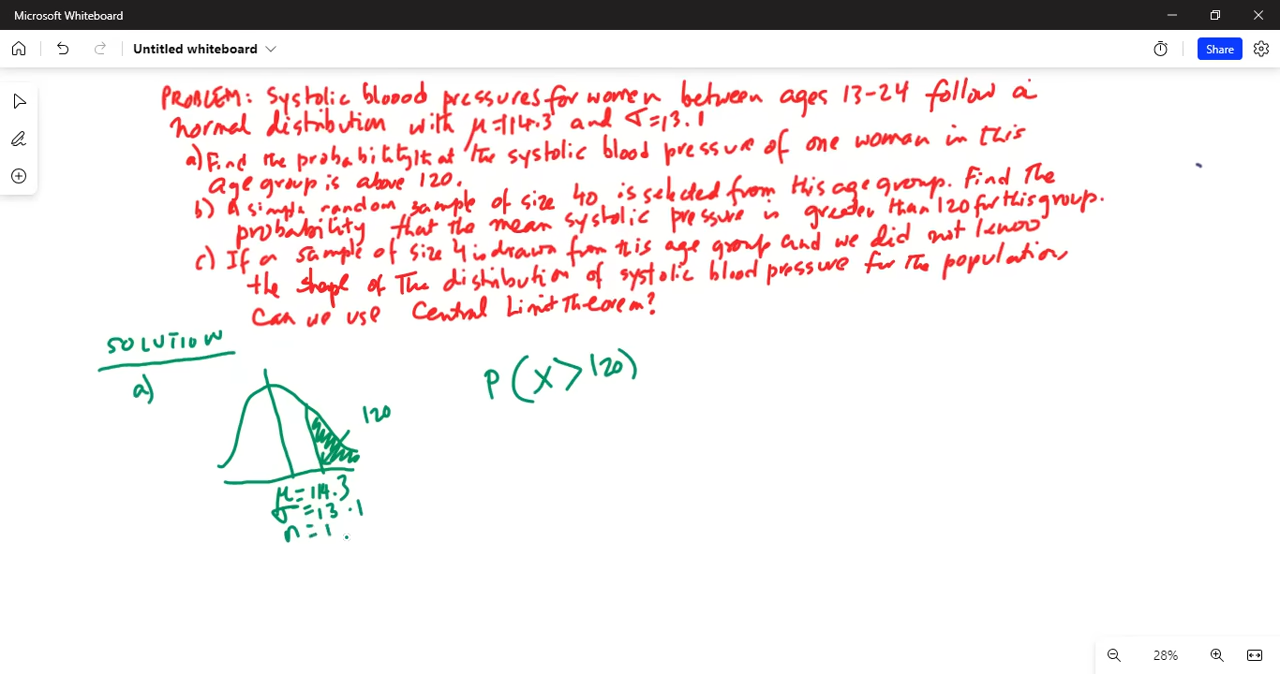 Microsoft Whiteboard
Untitled whiteboard
Share
PROBLEM: Systolic bloood pressures for women between ages 13-24 follow a
normal distribution with μ=114.3 and σ=13.1
a) Find the probability that the systolic blood pressure of one woman in this
age group is above 120.
b) A simple random sample of size 40 is selected from this age group. Find the
probability that the mean systolic pressure is greater than 120 for this group.
c) If a sample of size 4 is drawn from this age group and we did not know
the shape of the distribution of systolic blood pressure for the population,
Can we use Central Limit Theorem?
SOLUTION
a)
P(X>120)
120
μ=114.3
σ=13.1
n=1
28%